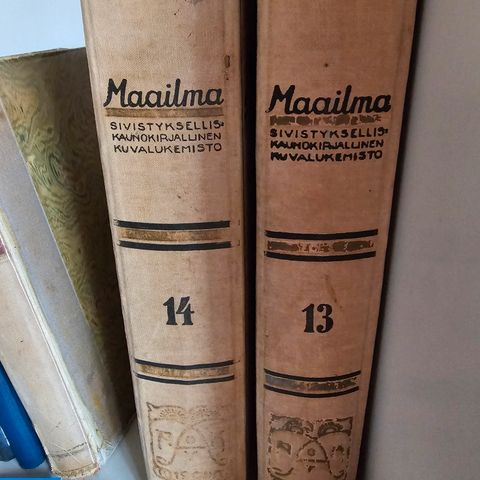 Maailma
SIVISTYKSELLIS-
KAUNOKIRJALLINEN
KUVALUKEMISTO
14
Maailma
SIVISTYKSELLIS-
KAUNOKIRJALLINEN
KUVALUKEMISTO
13